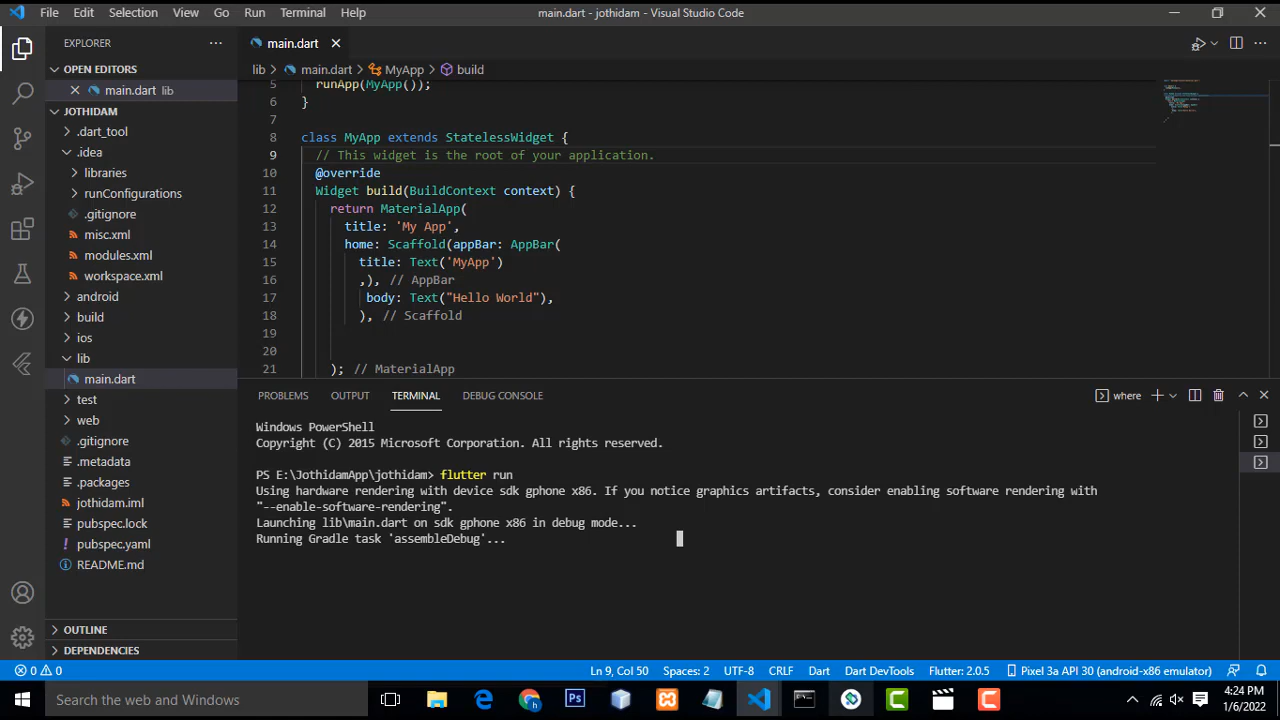 File Edit Selection View Go Run Terminal Help main.dart - jothidam - Visual Studio Code
EXPLORER
main.dart
OPEN EDITORS
main.dart lib
JOTHIDAM
.dart_tool
.idea
libraries
runConfigurations
.gitignore
misc.xml
modules.xml
workspace.xml
android
build
ios
lib
main.dart
test
web
.gitignore
.metadata
.packages
jothidam.iml
pubspec.lock
pubspec.yaml
README.md
OUTLINE
DEPENDENCIES
lib > main.dart > MyApp > build
5 runApp(MyApp());
6 }
7
8 class MyApp extends StatelessWidget {
9 // This widget is the root of your application.
10 @override
11 Widget build(BuildContext context) {
12 return MaterialApp(
13 title: 'My App',
14 home: Scaffold(appBar: AppBar(
15 title: Text('MyApp')
16 ,), // AppBar
17 body: Text("Hello World"),
18 ), // Scaffold
19
20
21 ); // MaterialApp
PROBLEMS OUTPUT TERMINAL DEBUG CONSOLE where
Windows PowerShell
Copyright (C) 2015 Microsoft Corporation. All rights reserved.
PS E:\JothidamApp\jothidam> flutter run
Using hardware rendering with device sdk gphone x86. If you notice graphics artifacts, consider enabling software rendering with
"--enable-software-rendering".
Launching lib\main.dart on sdk gphone x86 in debug mode...
Running Gradle task 'assembleDebug'...
0 0 Ln 9, Col 50 Spaces: 2 UTF-8 CRLF Dart Dart DevTools Flutter: 2.0.5 Pixel 3a API 30 (android-x86 emulator)
Search the web and Windows
Ps
4:24 PM
1/6/2022